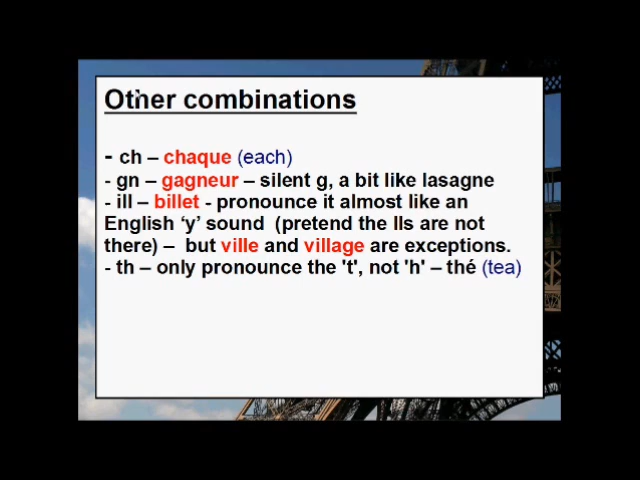 Other combinations
- ch – chaque (each)
- gn – gagneur – silent g, a bit like lasagne
- ill – billet - pronounce it almost like an
English ‘y’ sound (pretend the lls are not
there) – but ville and village are exceptions.
- th – only pronounce the 't', not 'h' – thé (tea)